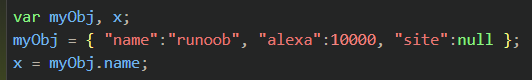 var myObj, x;
myObj = { "name":"runoob", "alexa":10000, "site":null };
x = myObj.name;